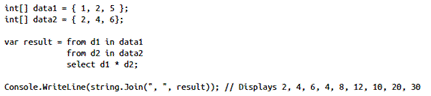 int[] data1 = { 1, 2, 5 };
int[] data2 = { 2, 4, 6};
var result = from d1 in data1
from d2 in data2
select d1 * d2;
Console.WriteLine(string.Join(", ", result)); // Displays 2, 4, 6, 4, 8, 12, 10, 20, 30